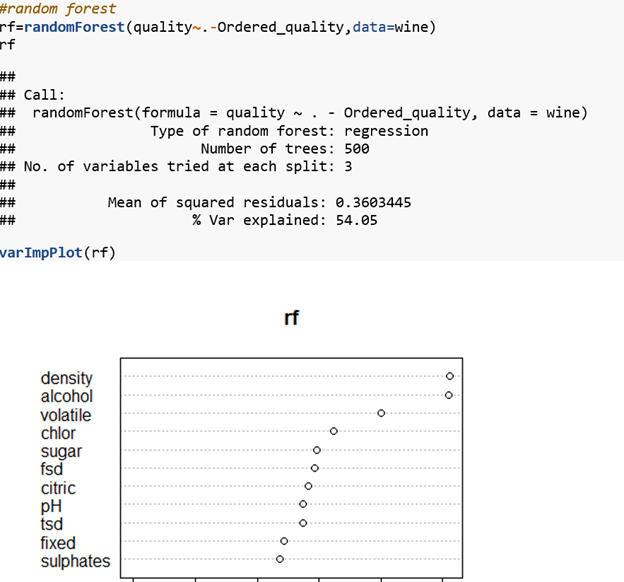 #random forest
rf=randomForest(quality~.-Ordered_quality,data=wine)
rf
##
## Call:
##  randomForest(formula = quality ~ . - Ordered_quality, data = wine)
##                Type of random forest: regression
##                      Number of trees: 500
## No. of variables tried at each split: 3
##
##           Mean of squared residuals: 0.3603445
##                     % Var explained: 54.05
varImpPlot(rf)
rf
density
alcohol
volatile
chlor
sugar
fsd
citric
pH
tsd
fixed
sulphates